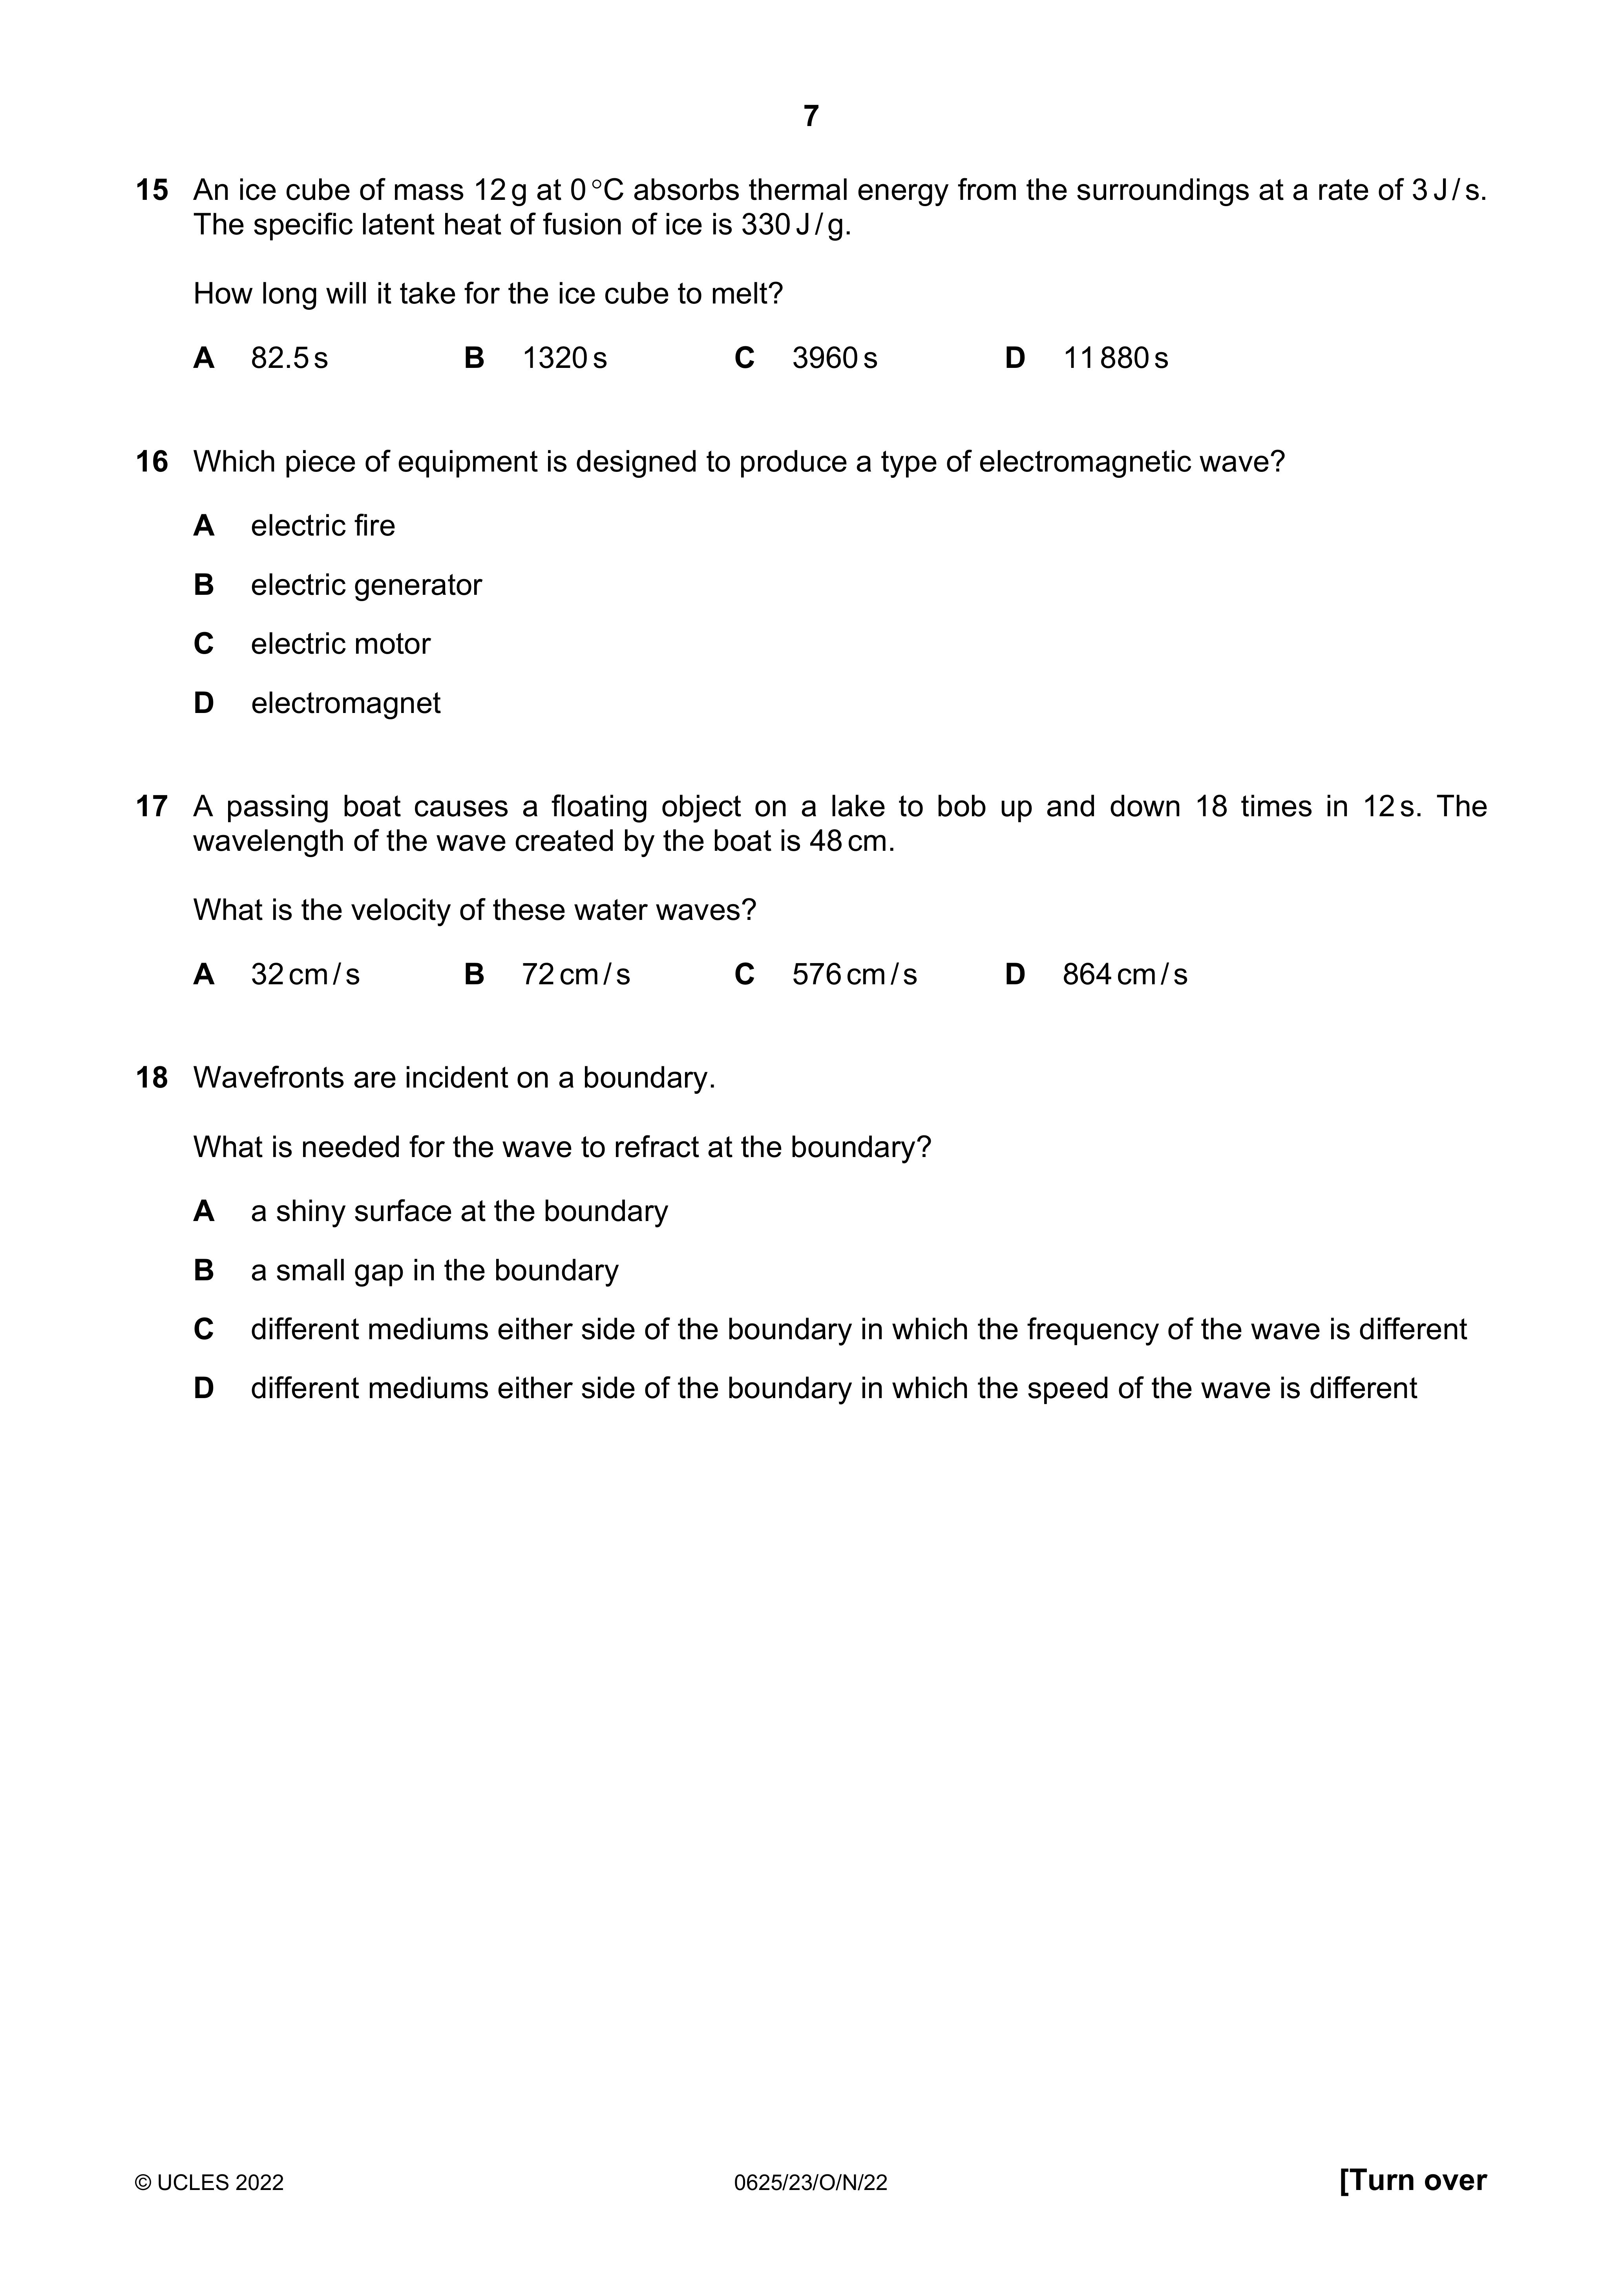 7
15 An ice cube of mass 12 g at 0 °C absorbs thermal energy from the surroundings at a rate of 3 J / s.
The specific latent heat of fusion of ice is 330 J / g.
How long will it take for the ice cube to melt?
A 82.5 s B 1320 s C 3960 s D 11 880 s
16 Which piece of equipment is designed to produce a type of electromagnetic wave?
A electric fire
B electric generator
C electric motor
D electromagnet
17 A passing boat causes a floating object on a lake to bob up and down 18 times in 12 s. The
wavelength of the wave created by the boat is 48 cm.
What is the velocity of these water waves?
A 32 cm / s B 72 cm / s C 576 cm / s D 864 cm / s
18 Wavefronts are incident on a boundary.
What is needed for the wave to refract at the boundary?
A a shiny surface at the boundary
B a small gap in the boundary
C different mediums either side of the boundary in which the frequency of the wave is different
D different mediums either side of the boundary in which the speed of the wave is different
© UCLES 2022 0625/23/O/N/22 [Turn over